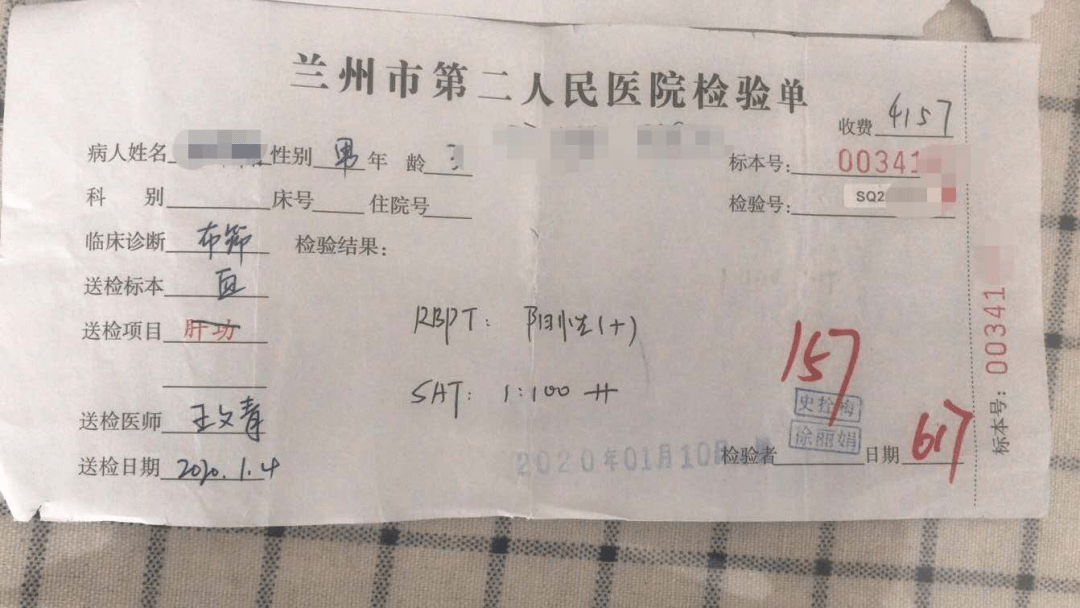 兰州市第二人民医院检验单
收费 4157
病人姓名 性别 男 年 龄 标本号: 00341
科 别 床号 住院号 检验号: SQ2
临床诊断 布 检验结果:
送检标本 血
送检项目 肝功
RBPT: 阳性(+)
SAT: 1:100 ++
157
史拴梅
徐丽娟
送检医师 王文青
2020年01月10日 检验者 日期 617
送检日期 2020.1.4
标本号: 00341